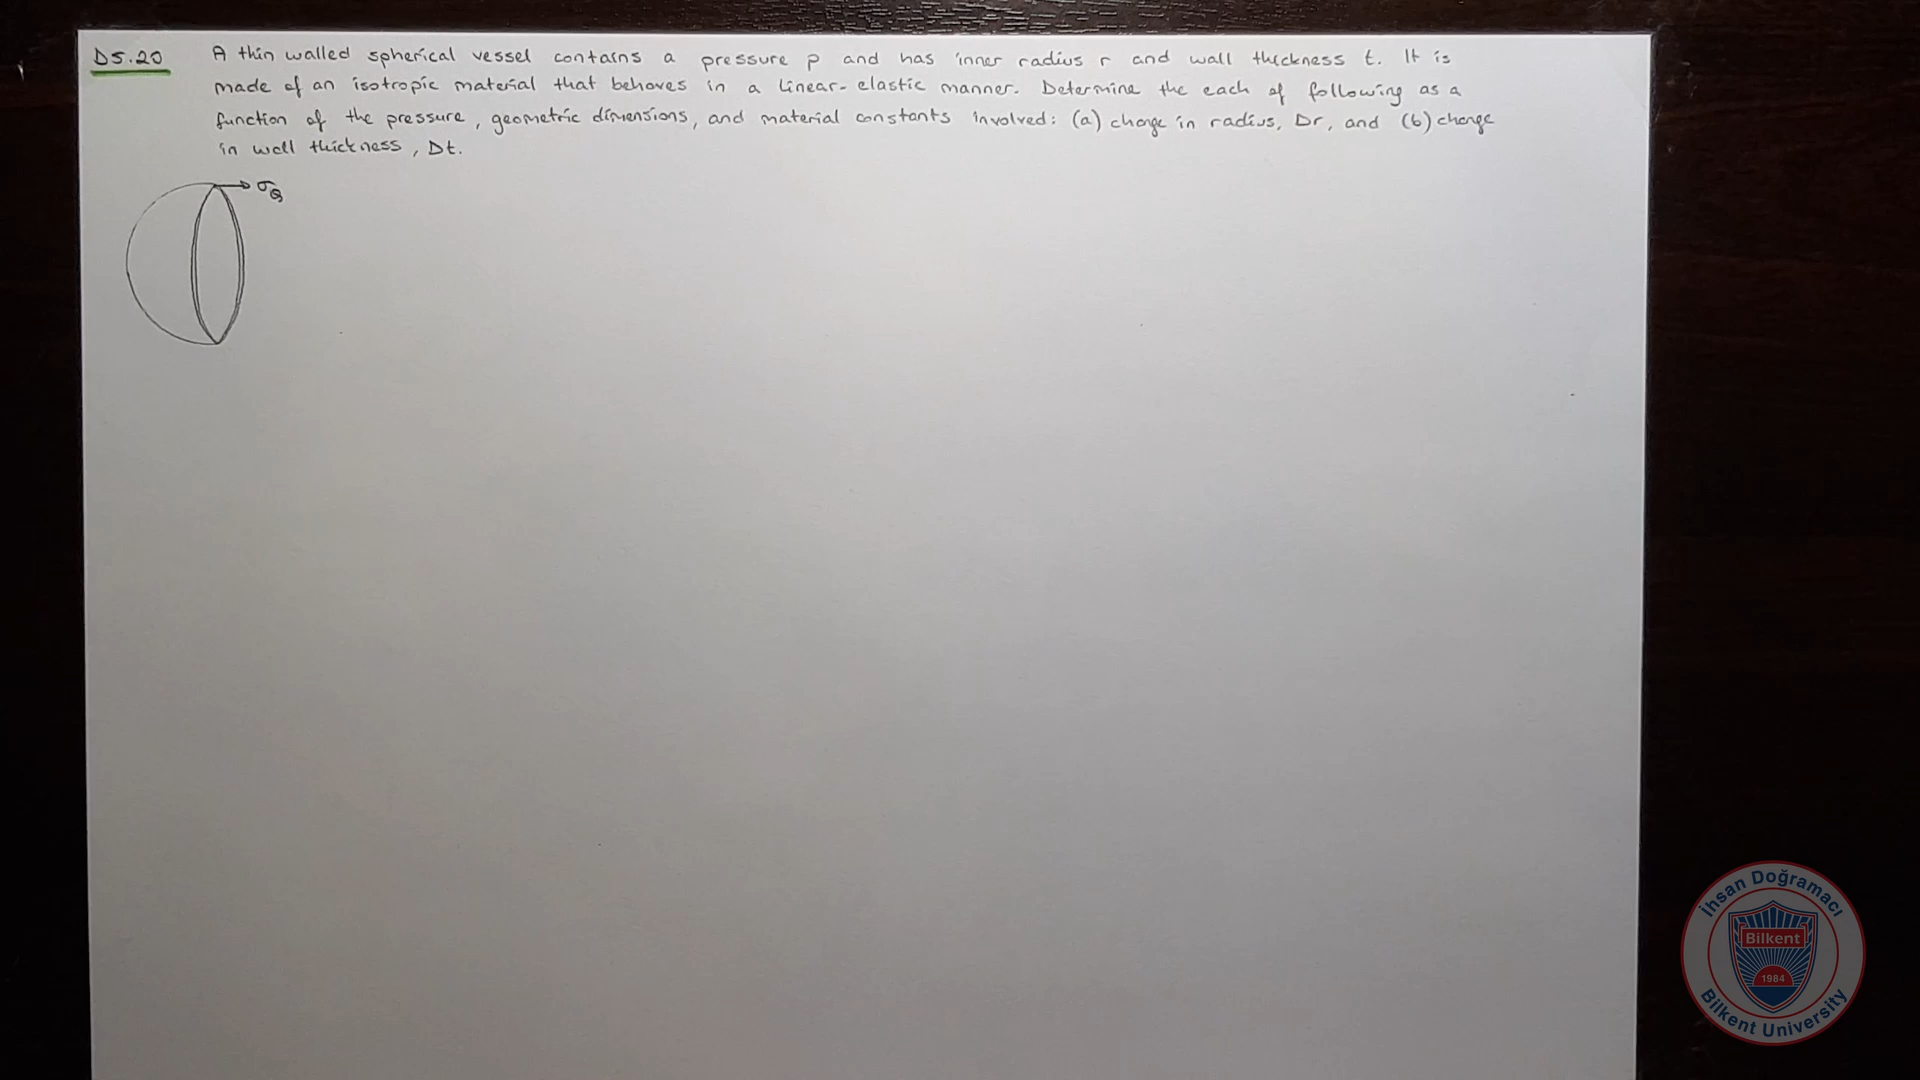 D5.20 A thin walled spherical vessel contains a pressure p and has inner radius r and wall thickness t. It is
made of an isotropic material that behaves in a linear-elastic manner. Determine the each of following as a
function of the pressure, geometric dimensions, and material constants involved: (a) change in radius, Dr, and (b) change
in wall thickness, Dt.
σθ
İhsan Doğramacı
Bilkent
1984
Bilkent University